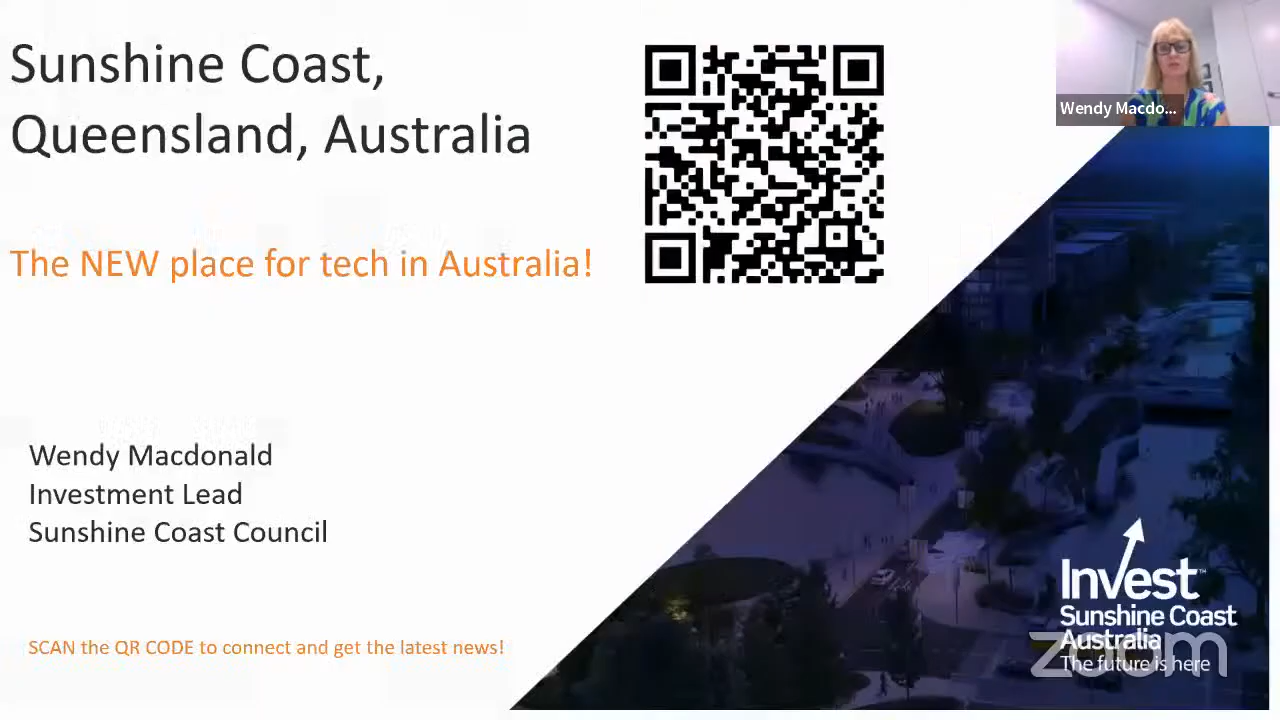 Sunshine Coast,
Queensland, Australia
Wendy Macdo...
The NEW place for tech in Australia!
Wendy Macdonald
Investment Lead
Sunshine Coast Council
SCAN the QR CODE to connect and get the latest news!
Invest™
Sunshine Coast
Australia
The future is here
zoom